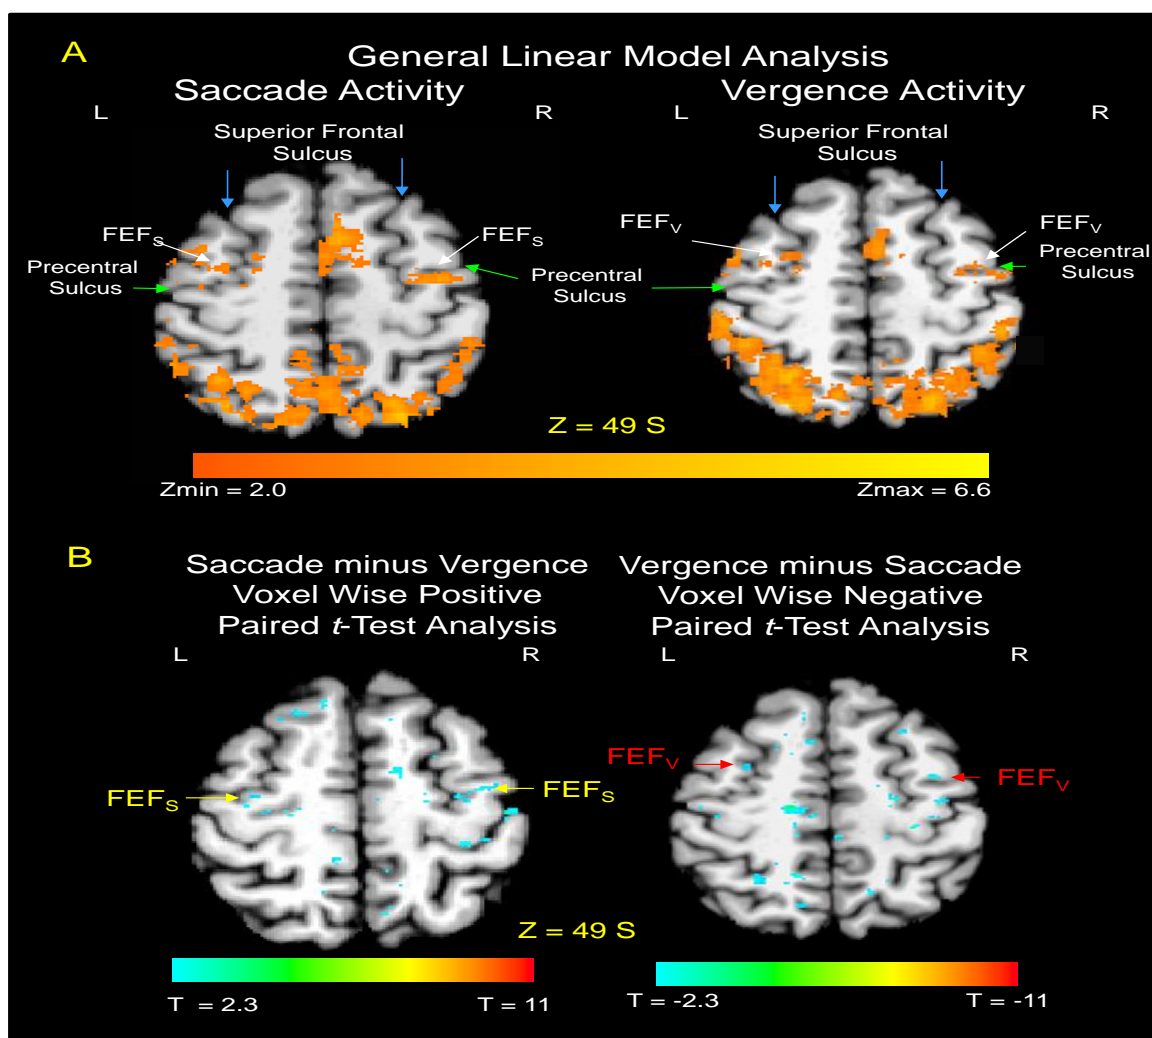 A
General Linear Model Analysis
Saccade Activity
Vergence Activity
L
R
L
R
Superior Frontal
Sulcus
Superior Frontal
Sulcus
FEFS
FEFS
FEFV
FEFV
Precentral
Sulcus
Precentral
Sulcus
Precentral
Sulcus
Z = 49 S
Zmin = 2.0
Zmax = 6.6
B
Saccade minus Vergence
Voxel Wise Positive
Paired t-Test Analysis
Vergence minus Saccade
Voxel Wise Negative
Paired t-Test Analysis
L
R
L
R
FEFS
FEFS
FEFV
FEFV
Z = 49 S
T = 2.3
T = 11
T = -2.3
T = -11